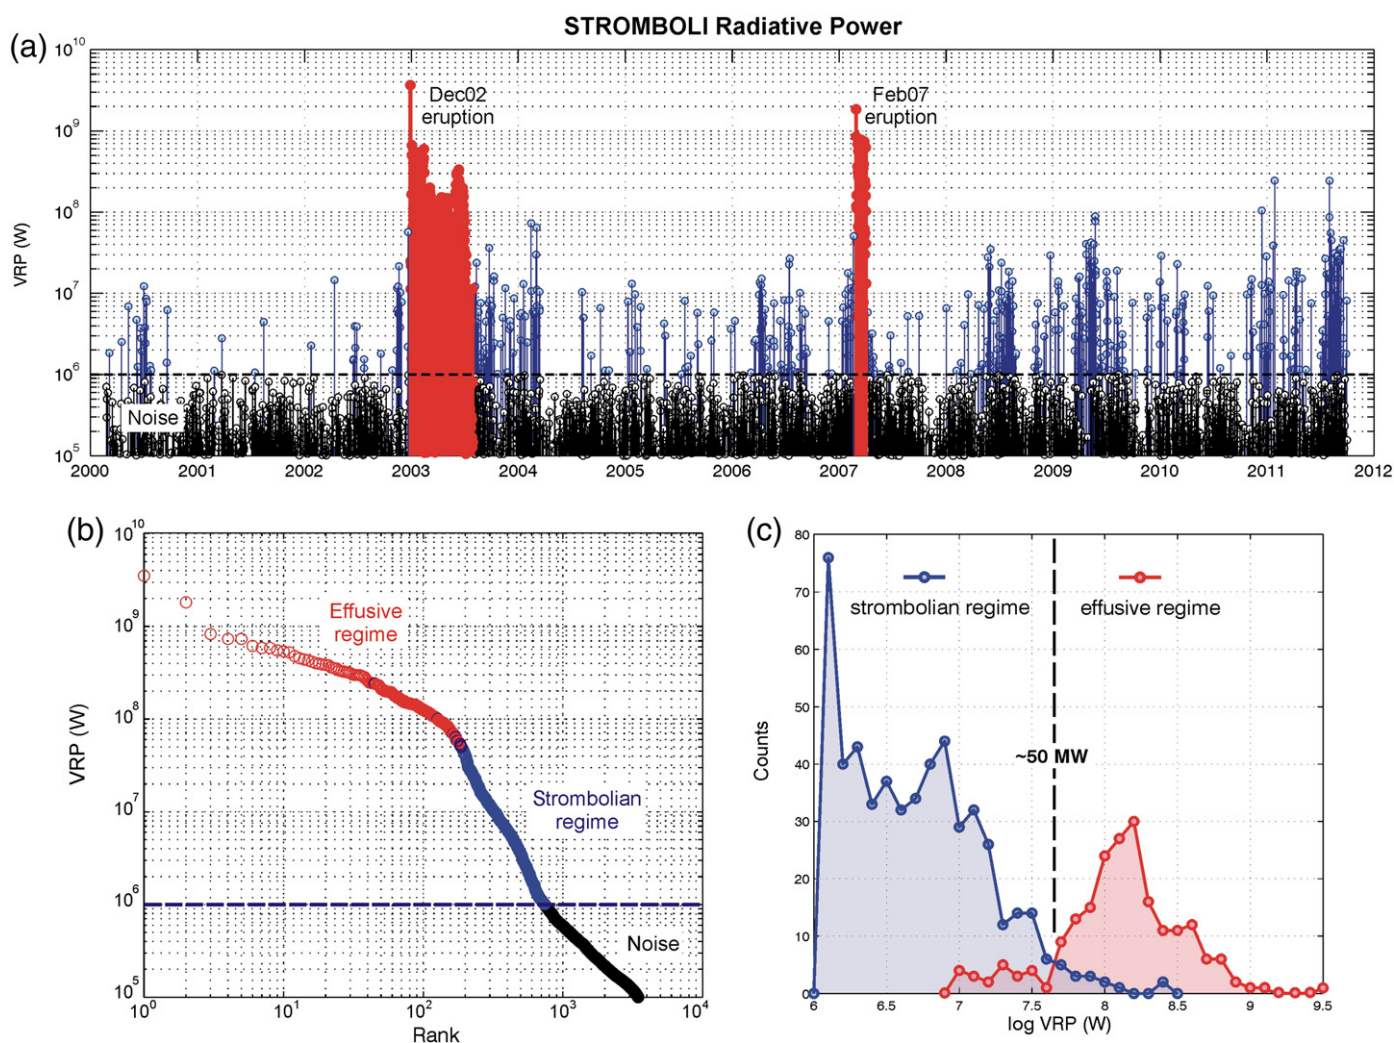 STROMBOLI Radiative Power
(a)
10^10
10^9
10^8
10^7
10^6
10^5
VRP (W)
Dec02
eruption
Feb07
eruption
Noise
2000 2001 2002 2003 2004 2005 2006 2007 2008 2009 2010 2011 2012
(b)
10^10
10^9
10^8
10^7
10^6
10^5
VRP (W)
Effusive
regime
Strombolian
regime
Noise
10^0 10^1 10^2 10^3 10^4
Rank
(c)
80
70
60
50
40
30
20
10
0
Counts
strombolian regime
effusive regime
~50 MW
6 6.5 7 7.5 8 8.5 9 9.5
log VRP (W)